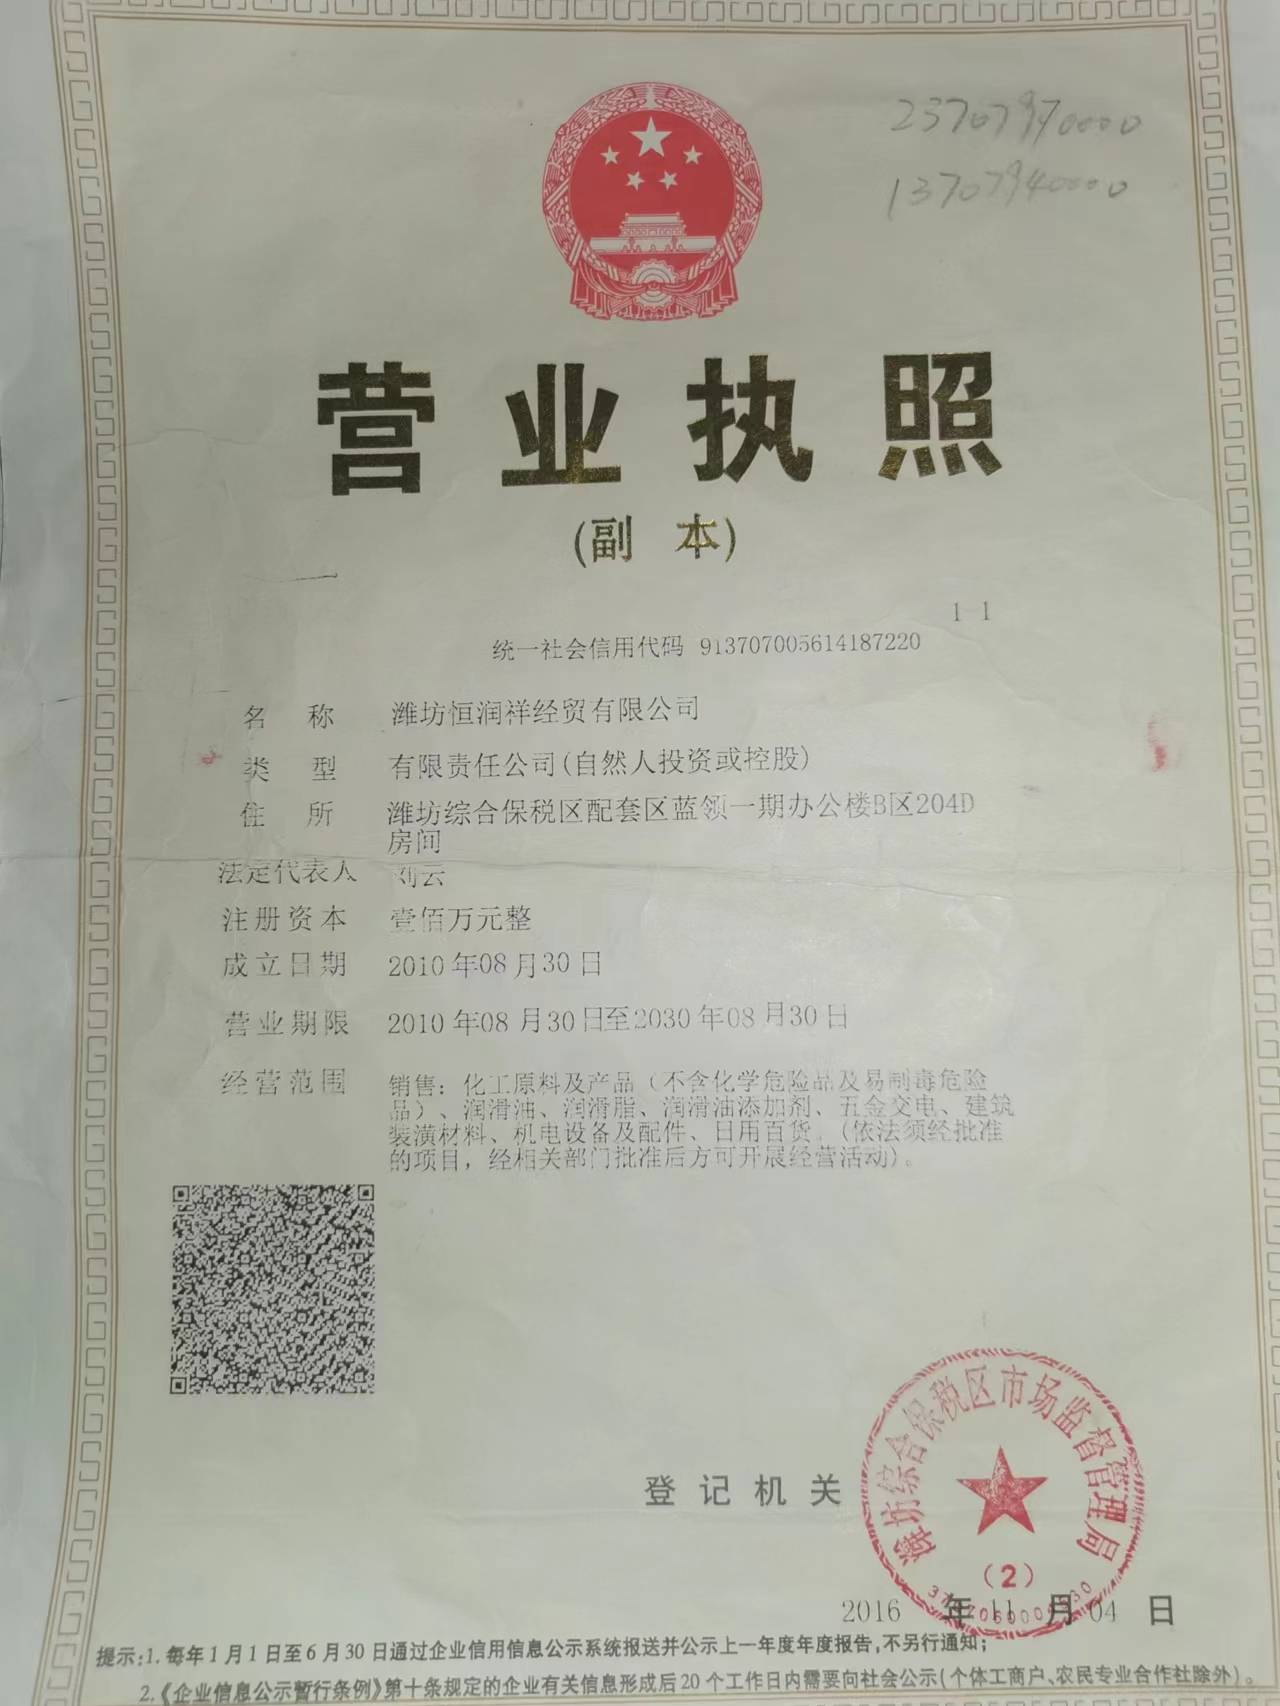 23707970000
13707940000
营业执照
(副 本)
1-1
统一社会信用代码 913707005614187220
名 称 潍坊恒润祥经贸有限公司
类 型 有限责任公司(自然人投资或控股)
住 所 潍坊综合保税区配套区蓝领一期办公楼B区204D
房间
法定代表人 刘云
注册资本 壹佰万元整
成立日期 2010年08月30日
营业期限 2010年08月30日至2030年08月30日
经营范围 销售：化工原料及产品（不含化学危险品及易制毒危险
品）、润滑油、润滑脂、润滑油添加剂、五金交电、建筑
装潢材料、机电设备及配件、日用百货。(依法须经批准
的项目，经相关部门批准后方可开展经营活动)。
潍坊综合保税区市场监督管理局
登记机关
(2)
2016 年 11 月 04 日
提示:1.每年1月1日至6月30日通过企业信用信息公示系统报送并公示上一年度年度报告,不另行通知；
2.《企业信息公示暂行条例》第十条规定的企业有关信息形成后20个工作日内需要向社会公示(个体工商户、农民专业合作社除外)。